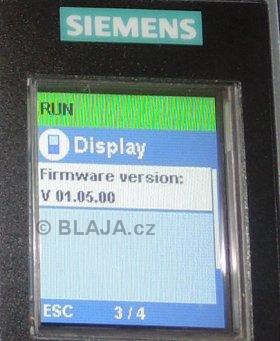 SIEMENS
RUN
Display
Firmware version:
V 01.05.00
© BLAJA.cz
ESC 3/4